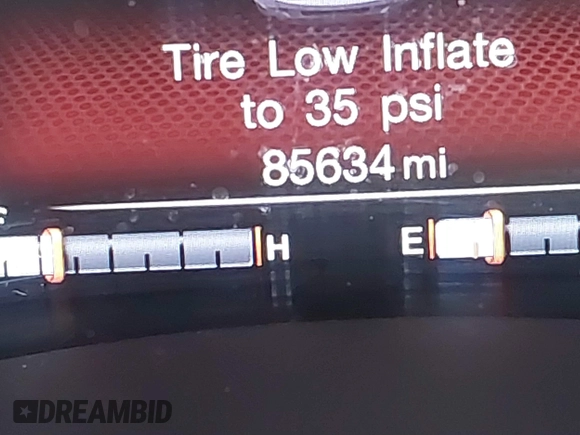 Tire Low Inflate
to 35 psi
85634 mi
H E
DREAMBID